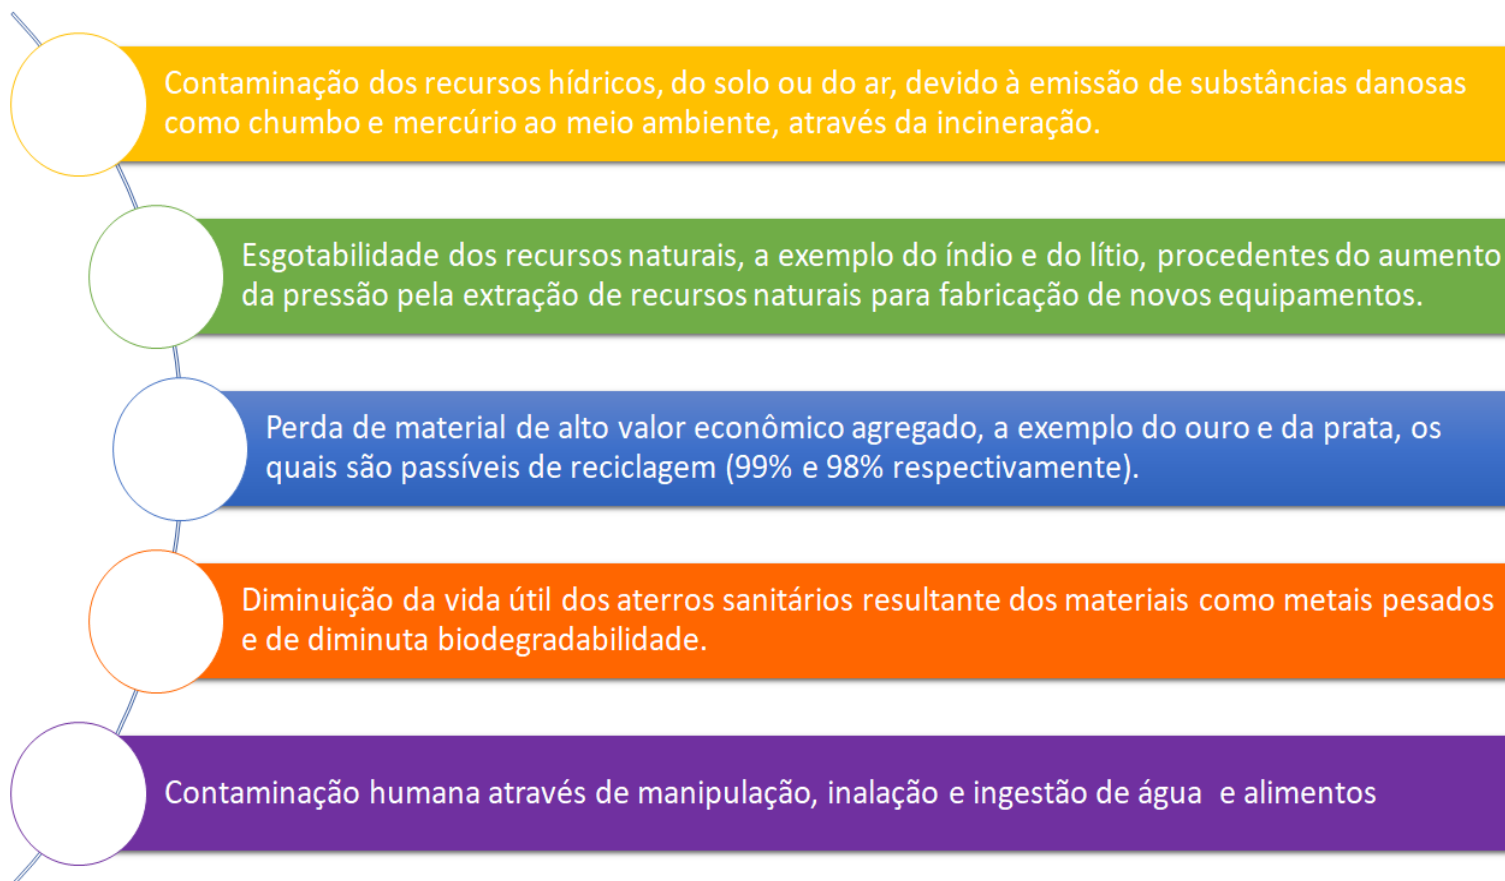 Contaminação dos recursos hídricos, do solo ou do ar, devido à emissão de substâncias danosas
como chumbo e mercúrio ao meio ambiente, através da incineração.
Esgotabilidade dos recursos naturais, a exemplo do índio e do lítio, procedentes do aumento
da pressão pela extração de recursos naturais para fabricação de novos equipamentos.
Perda de material de alto valor econômico agregado, a exemplo do ouro e da prata, os
quais são passíveis de reciclagem (99% e 98% respectivamente).
Diminuição da vida útil dos aterros sanitários resultante dos materiais como metais pesados
e de diminuta biodegradabilidade.
Contaminação humana através de manipulação, inalação e ingestão de água  e alimentos